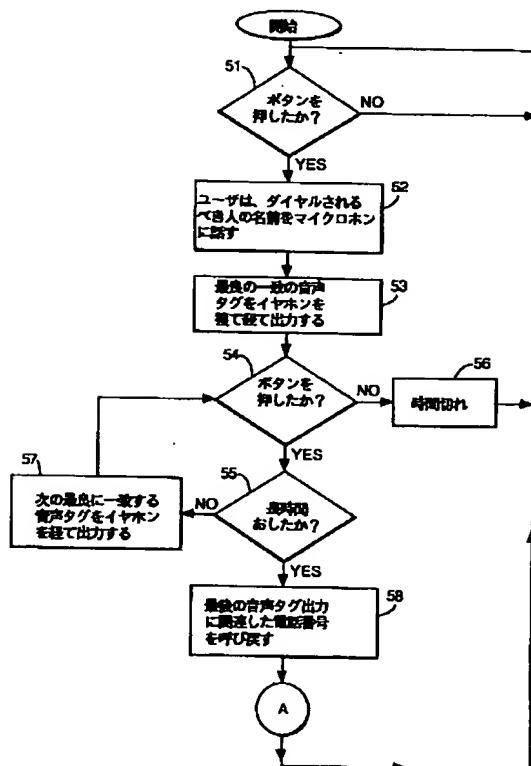 開始
51
ボタンを
押したか？
NO
YES
52
ユーザは、ダイヤルされる
べき人の名前をマイクロホン
に話す
53
最良の一致の音声
タグをイヤホンを
経て経て出力する
54
ボタンを
押したか？
NO
56
時間切れ
YES
57
次の最良に一致する
音声タグをイヤホン
を経て出力する
55
NO
長時間
おしたか？
YES
58
最後の音声タグ出力
に関連した電話番号
を呼び戻す
A